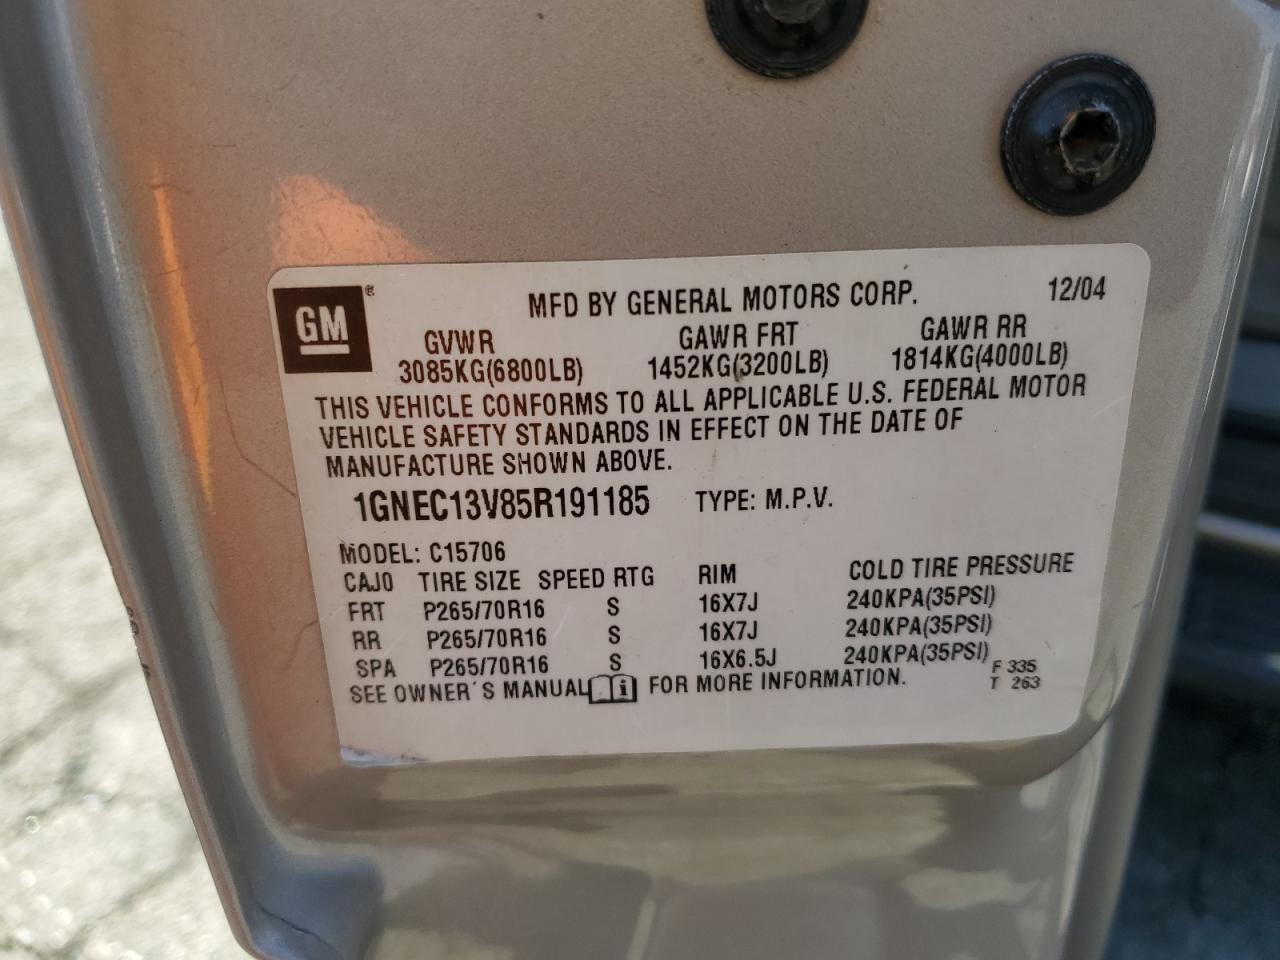 GM® MFD BY GENERAL MOTORS CORP. 12/04
GVWR GAWR FRT GAWR RR
3085KG(6800LB) 1452KG(3200LB) 1814KG(4000LB)
THIS VEHICLE CONFORMS TO ALL APPLICABLE U.S. FEDERAL MOTOR
VEHICLE SAFETY STANDARDS IN EFFECT ON THE DATE OF
MANUFACTURE SHOWN ABOVE.
1GNEC13V85R191185 TYPE: M.P.V.
MODEL: C15706
CAJO TIRE SIZE SPEED RTG RIM COLD TIRE PRESSURE
FRT P265/70R16 S 16X7J 240KPA(35PSI)
RR P265/70R16 S 16X7J 240KPA(35PSI)
SPA P265/70R16 S 16X6.5J 240KPA(35PSI) F 335
SEE OWNER'S MANUAL i FOR MORE INFORMATION. T 263